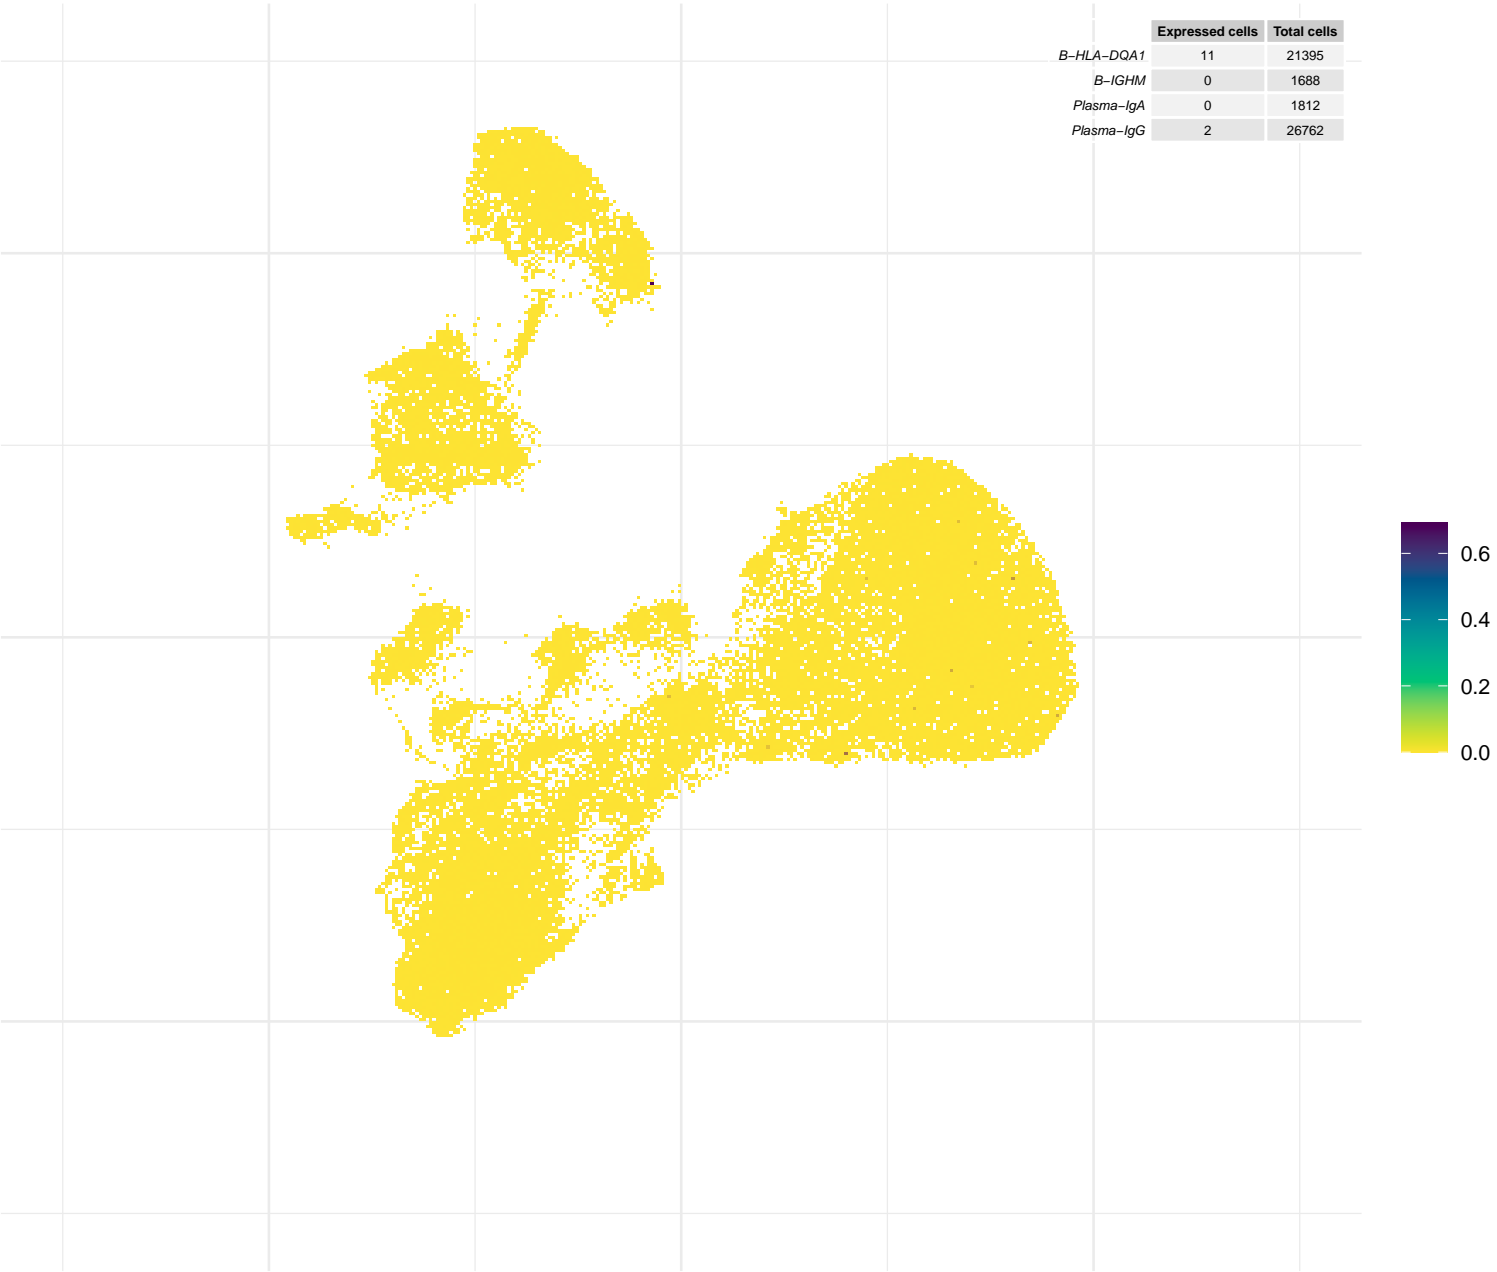 Expressed cells Total cells
B−HLA−DQA1 11 21395
B−IGHM 0 1688
Plasma−IgA 0 1812
Plasma−IgG 2 26762
0.6
0.4
0.2
0.0